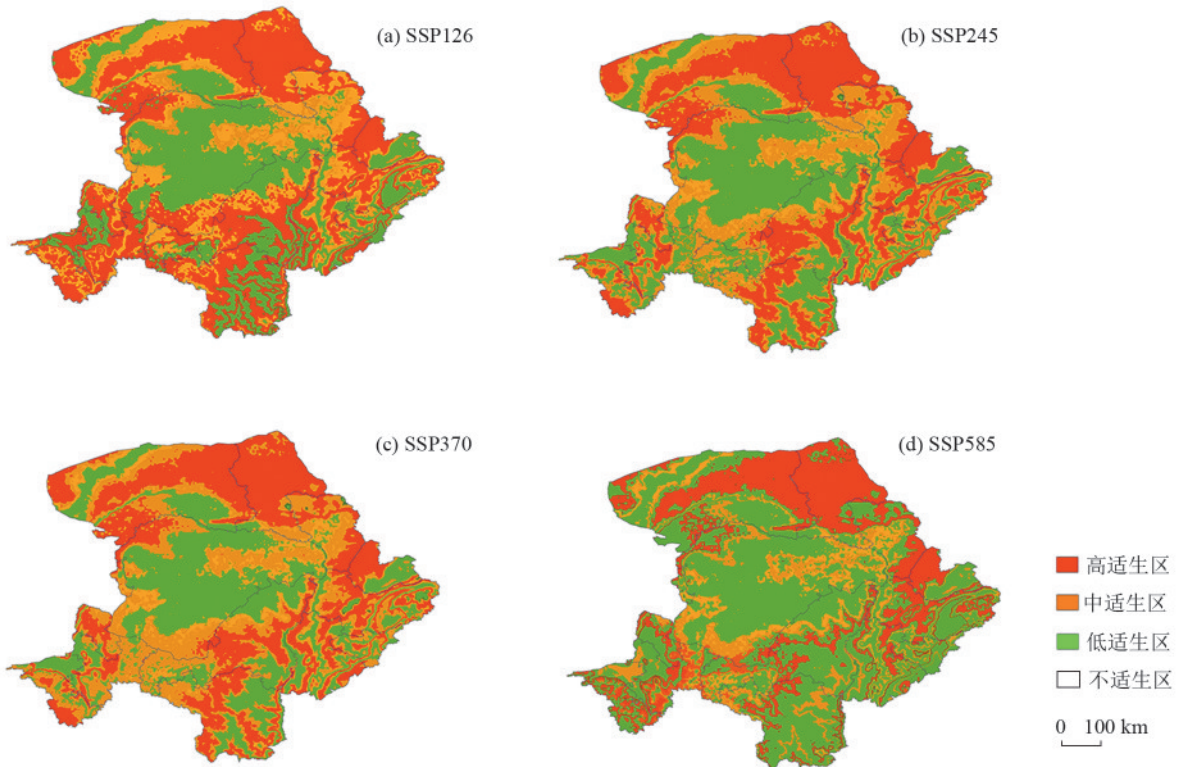 (a) SSP126
(b) SSP245
(c) SSP370
(d) SSP585
高适生区
中适生区
低适生区
不适生区
0 100 km